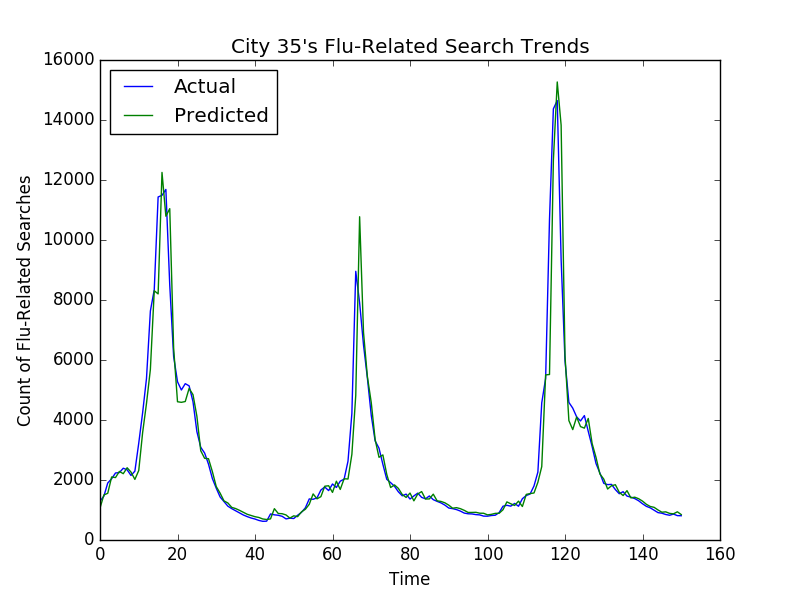 City 35's Flu-Related Search Trends
Actual
Predicted
Count of Flu-Related Searches
16000
14000
12000
10000
8000
6000
4000
2000
0
0 20 40 60 80 100 120 140 160
Time